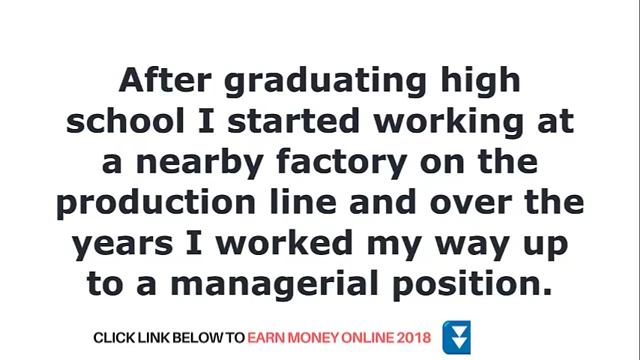 After graduating high
school I started working at
a nearby factory on the
production line and over the
years I worked my way up
to a managerial position.
CLICK LINK BELOW TO EARN MONEY ONLINE 2018